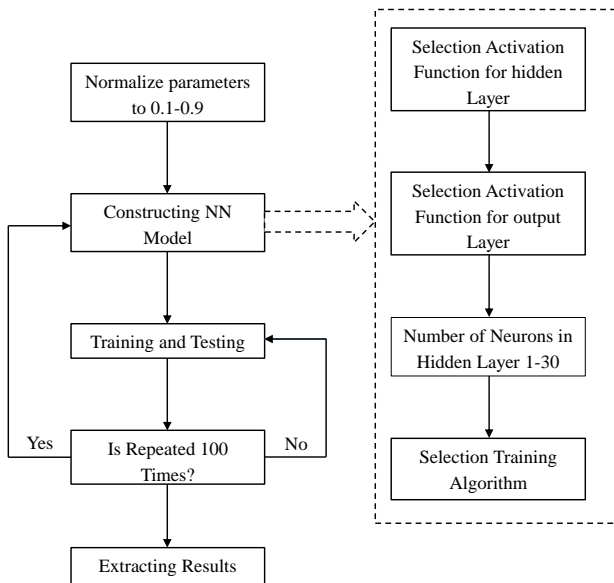 Normalize parameters
to 0.1-0.9
Constructing NN
Model
Training and Testing
Yes
Is Repeated 100
Times?
No
Extracting Results
Selection Activation
Function for hidden
Layer
Selection Activation
Function for output
Layer
Number of Neurons in
Hidden Layer 1-30
Selection Training
Algorithm